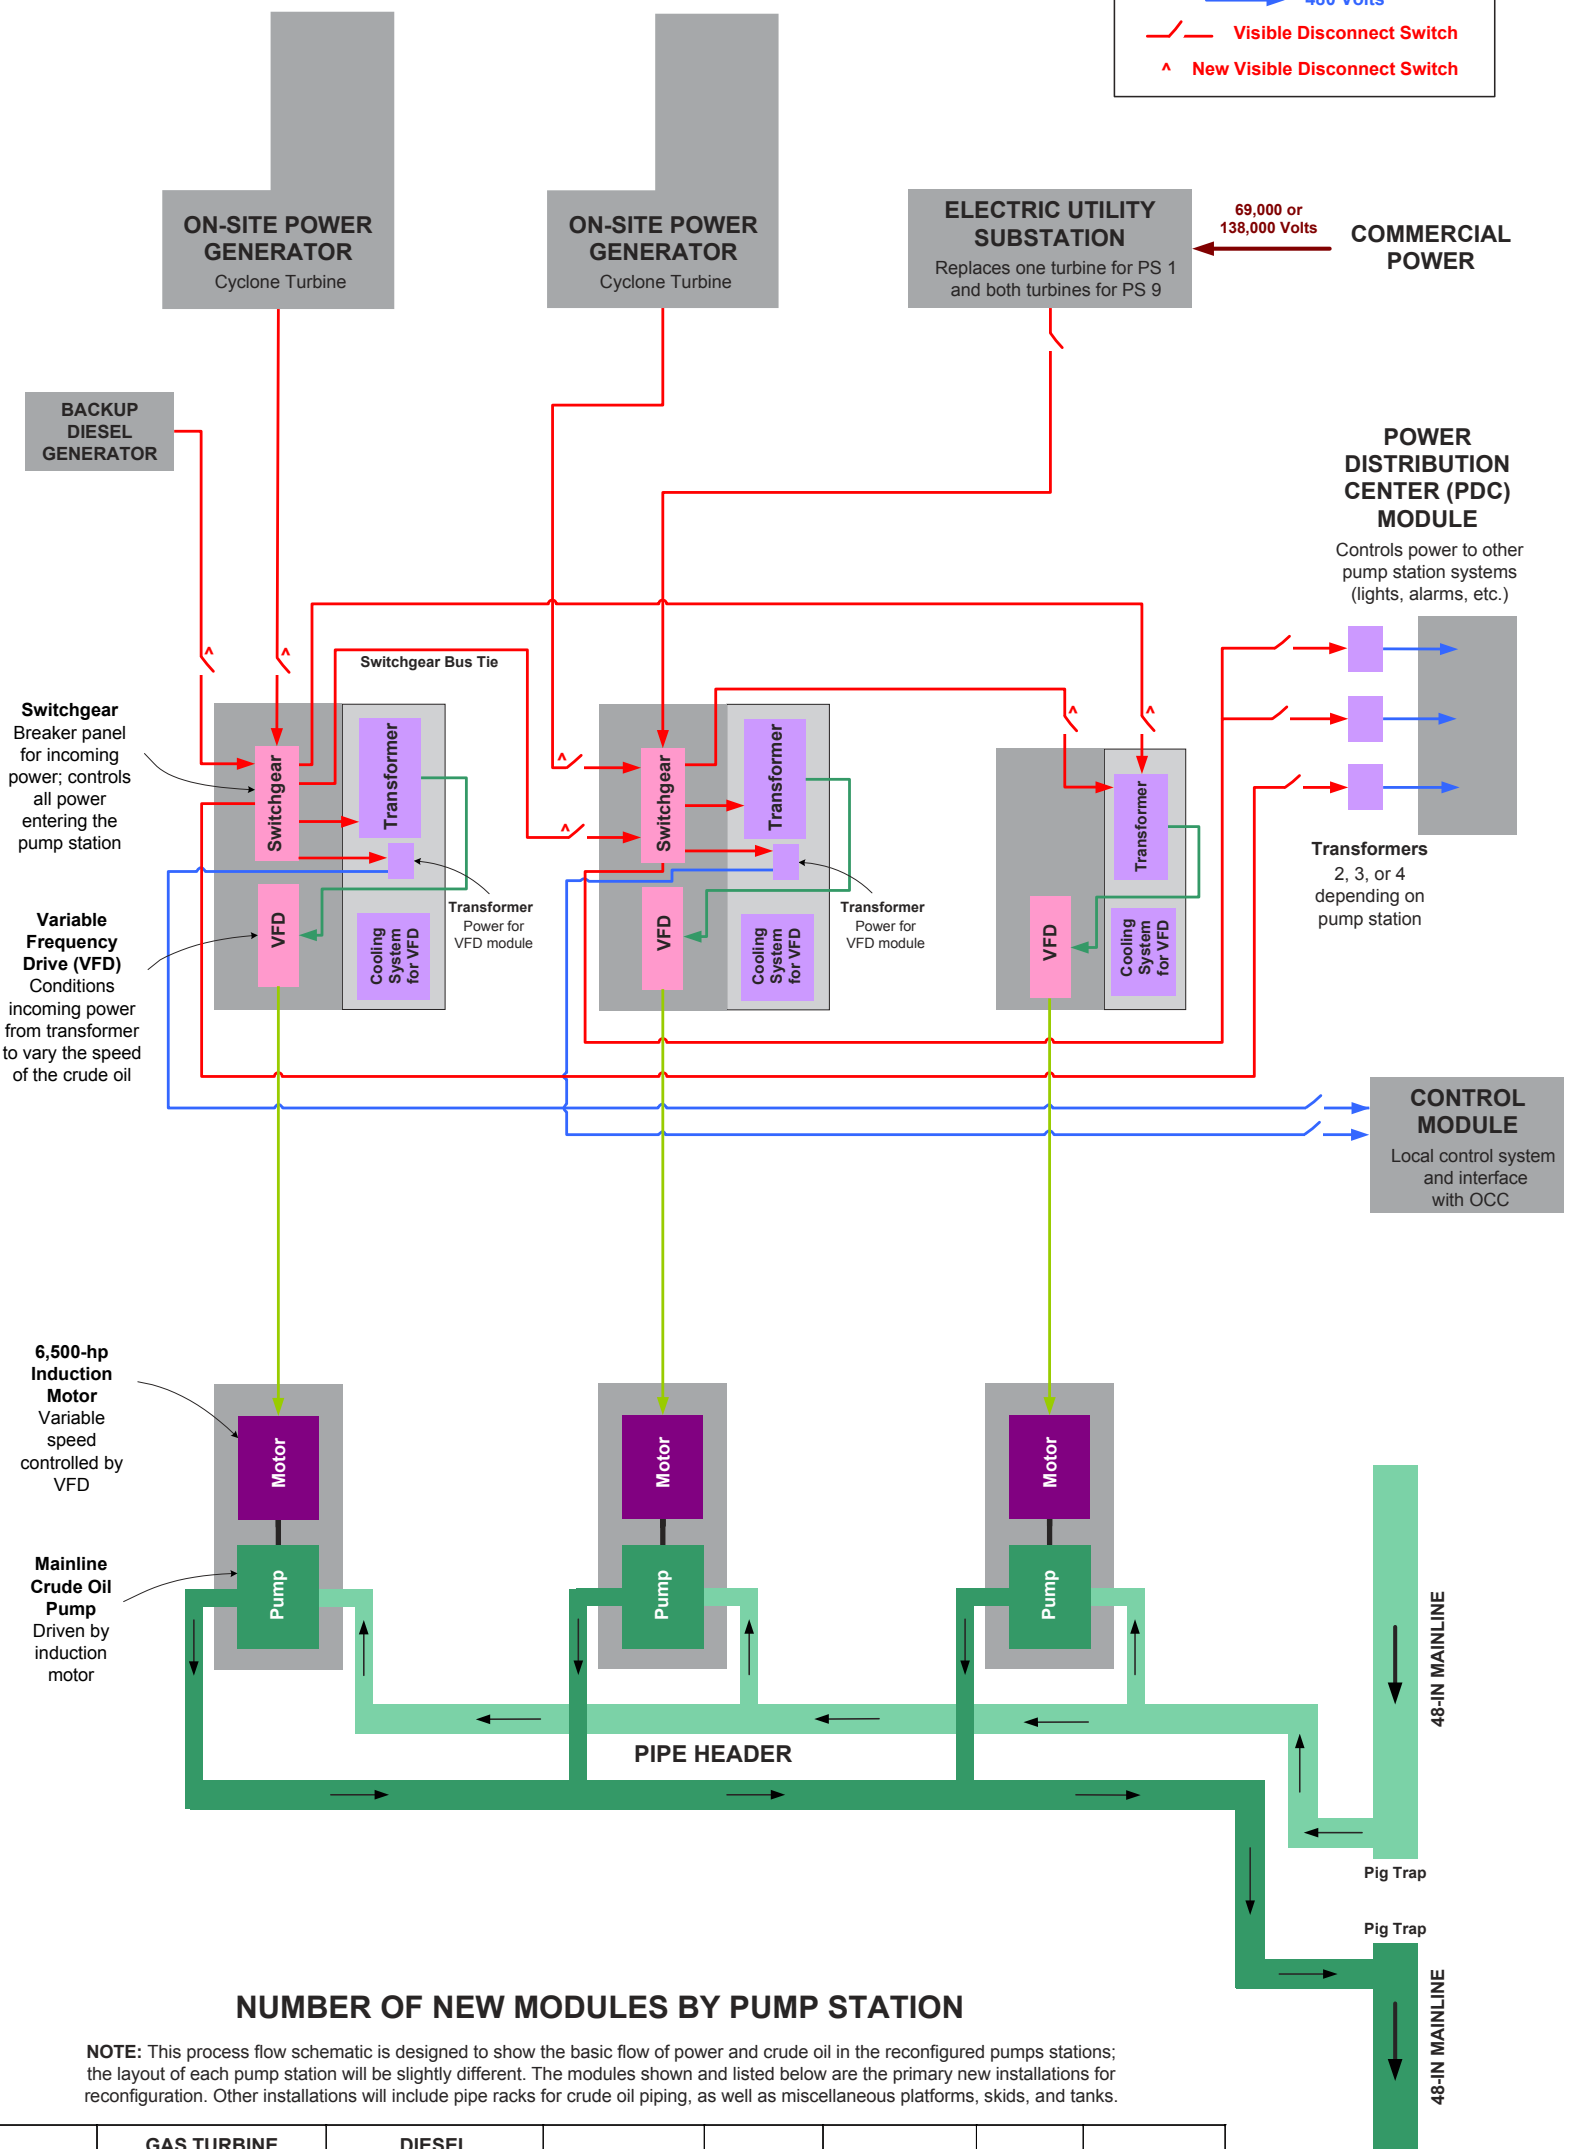 480 Volts
Visible Disconnect Switch
^ New Visible Disconnect Switch
ON-SITE POWER
GENERATOR
Cyclone Turbine
ON-SITE POWER
GENERATOR
Cyclone Turbine
ELECTRIC UTILITY
SUBSTATION
Replaces one turbine for PS 1
and both turbines for PS 9
69,000 or
138,000 Volts
COMMERCIAL
POWER
BACKUP
DIESEL
GENERATOR
POWER
DISTRIBUTION
CENTER (PDC)
MODULE
Controls power to other
pump station systems
(lights, alarms, etc.)
Switchgear Bus Tie
Switchgear
Breaker panel
for incoming
power; controls
all power
entering the
pump station
Switchgear
Transformer
Switchgear
Transformer
Transformer
Transformers
2, 3, or 4
depending on
pump station
Variable
Frequency
Drive (VFD)
Conditions
incoming power
from transformer
to vary the speed
of the crude oil
VFD
Cooling
System
for VFD
Transformer
Power for
VFD module
VFD
Cooling
System
for VFD
Transformer
Power for
VFD module
VFD
Cooling
System
for VFD
CONTROL
MODULE
Local control system
and interface
with OCC
6,500-hp
Induction
Motor
Variable
speed
controlled by
VFD
Motor
Motor
Motor
Mainline
Crude Oil
Pump
Driven by
induction
motor
Pump
Pump
Pump
48-IN MAINLINE
PIPE HEADER
Pig Trap
Pig Trap
48-IN MAINLINE
NUMBER OF NEW MODULES BY PUMP STATION
NOTE: This process flow schematic is designed to show the basic flow of power and crude oil in the reconfigured pumps stations;
the layout of each pump station will be slightly different. The modules shown and listed below are the primary new installations for
reconfiguration. Other installations will include pipe racks for crude oil piping, as well as miscellaneous platforms, skids, and tanks.
GAS TURBINE
DIESEL